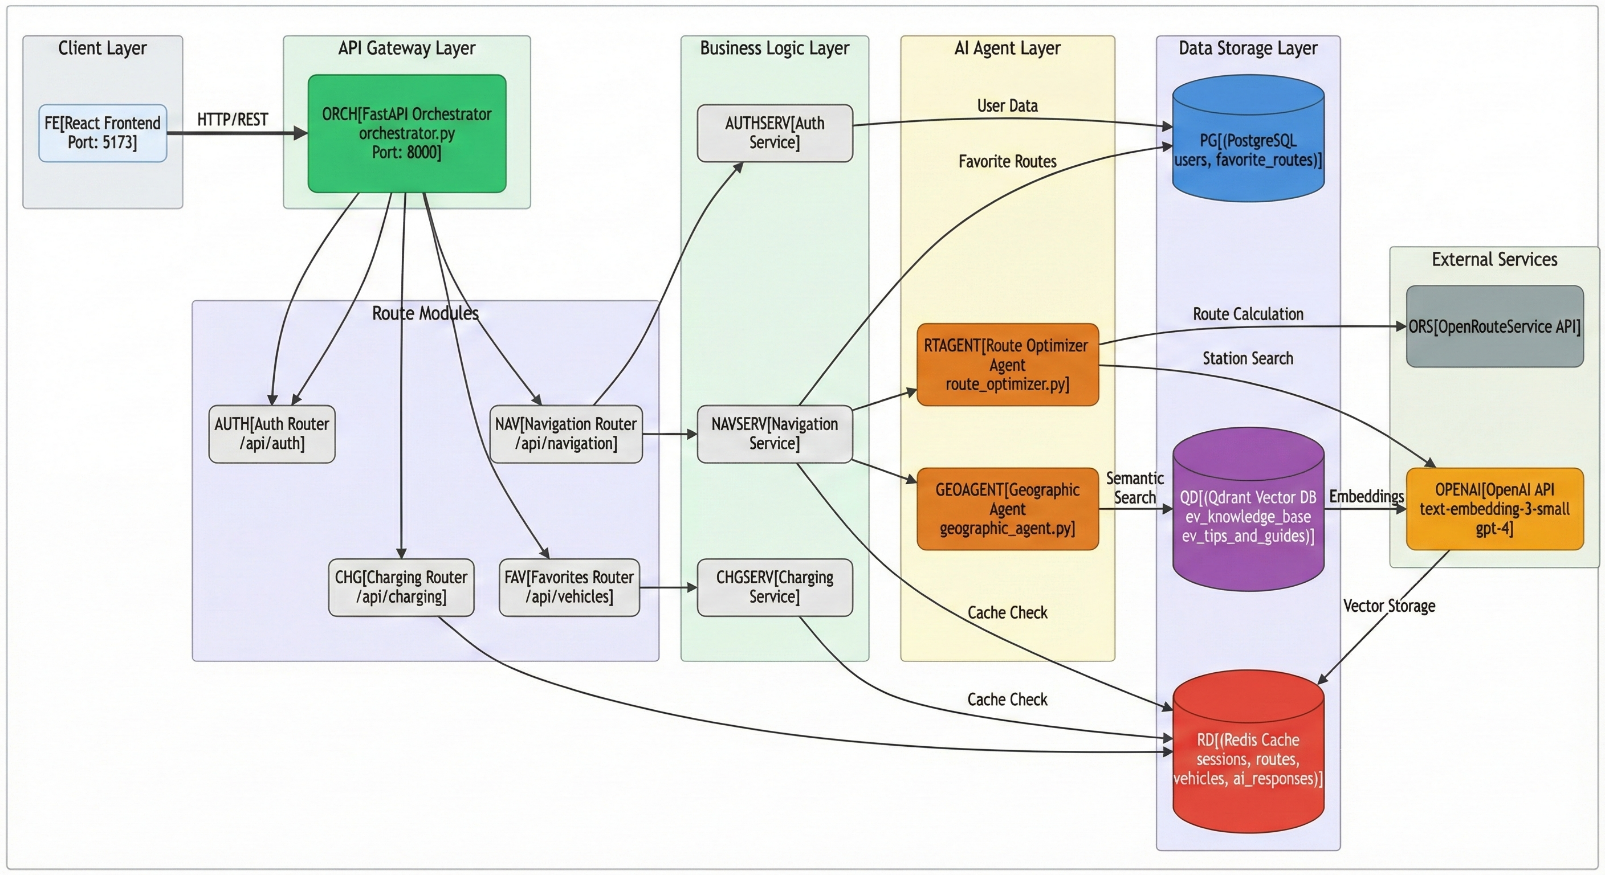 Client Layer
FE[React Frontend
Port: 5173]
HTTP/REST
API Gateway Layer
ORCH[FastAPI Orchestrator
orchestrator.py
Port: 8000]
Route Modules
AUTH[Auth Router
/api/auth]
NAV[Navigation Router
/api/navigation]
CHG[Charging Router
/api/charging]
FAV[Favorites Router
/api/vehicles]
Business Logic Layer
AUTHSERV[Auth
Service]
NAVSERV[Navigation
Service]
CHGSERV[Charging
Service]
AI Agent Layer
User Data
Favorite Routes
RTAGENT[Route Optimizer
Agent
route_optimizer.py]
GEOAGENT[Geographic
Agent
geographic_agent.py]
Semantic
Search
Cache Check
Cache Check
Data Storage Layer
PG[(PostgreSQL
users, favorite_routes)]
Route Calculation
Station Search
QD[(Qdrant Vector DB
ev_knowledge_base
ev_tips_and_guides)]
Embeddings
RD[(Redis Cache
sessions, routes,
vehicles, ai_responses)]
External Services
ORS[OpenRouteService API]
OPENAI[OpenAI API
text-embedding-3-small
gpt-4]
Vector Storage